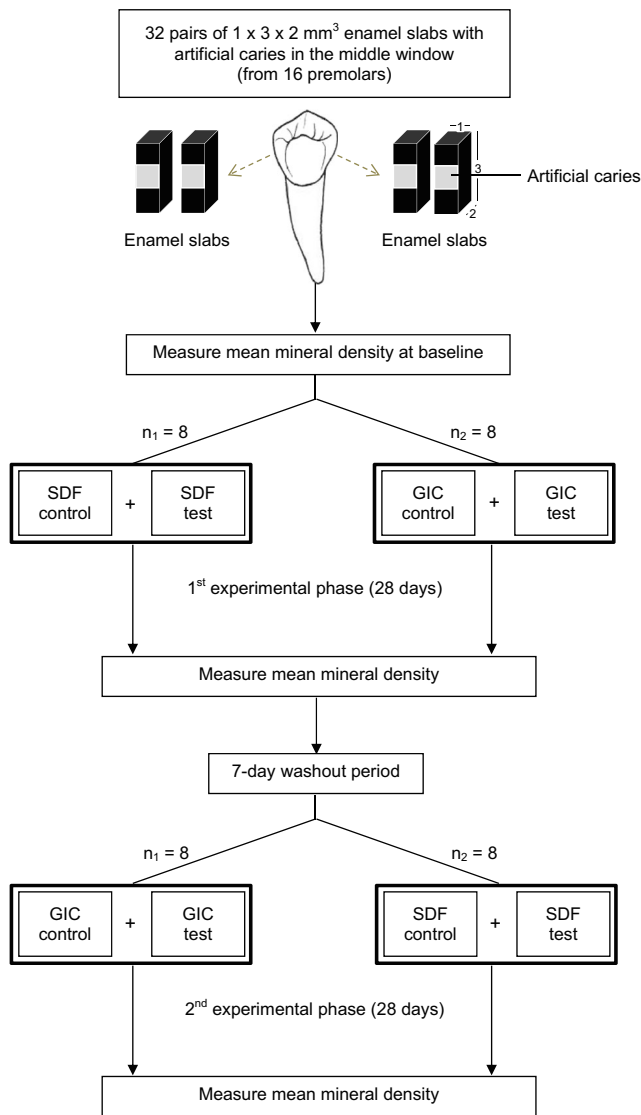 32 pairs of 1 x 3 x 2 mm³ enamel slabs with
artificial caries in the middle window
(from 16 premolars)
1
3
2
Artificial caries
Enamel slabs
Enamel slabs
Measure mean mineral density at baseline
n₁ = 8
n₂ = 8
SDF
control
+
SDF
test
GIC
control
+
GIC
test
1ˢᵗ experimental phase (28 days)
Measure mean mineral density
7-day washout period
n₁ = 8
n₂ = 8
GIC
control
+
GIC
test
SDF
control
+
SDF
test
2ⁿᵈ experimental phase (28 days)
Measure mean mineral density